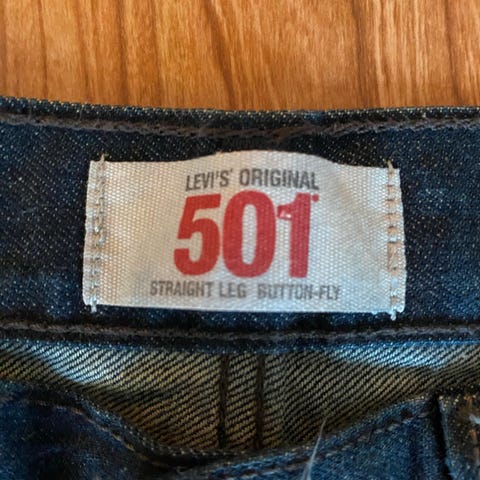 LEVI'S® ORIGINAL
501®
STRAIGHT LEG BUTTON-FLY